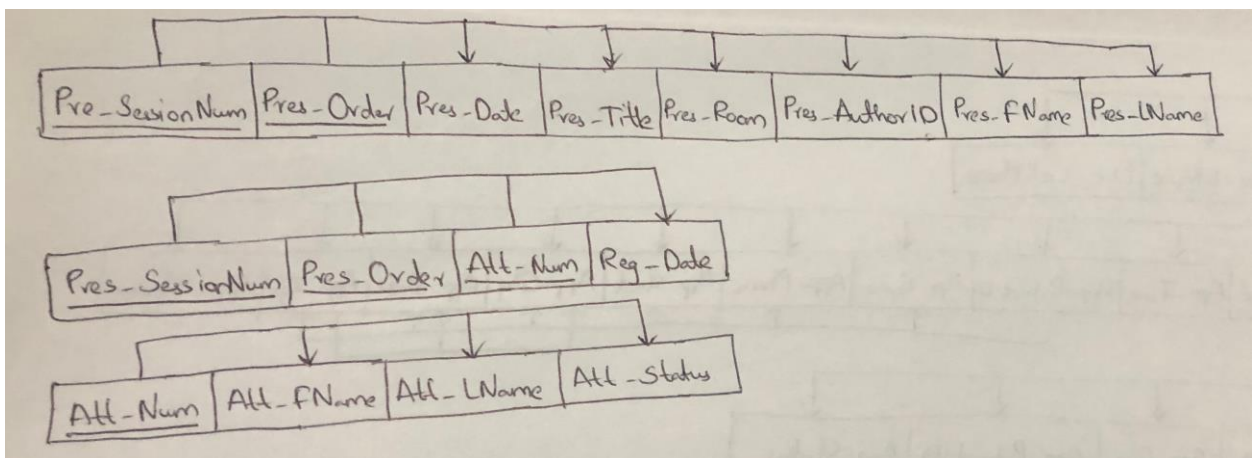 Pre_SessionNum Pres_Order Pres_Date Pres_Title Pres_Room Pres_AuthorID Pres_FName Pres_LName
Pres_SessionNum Pres_Order Att_Num Reg_Date
Att_Num Att_FName Att_LName Att_Status